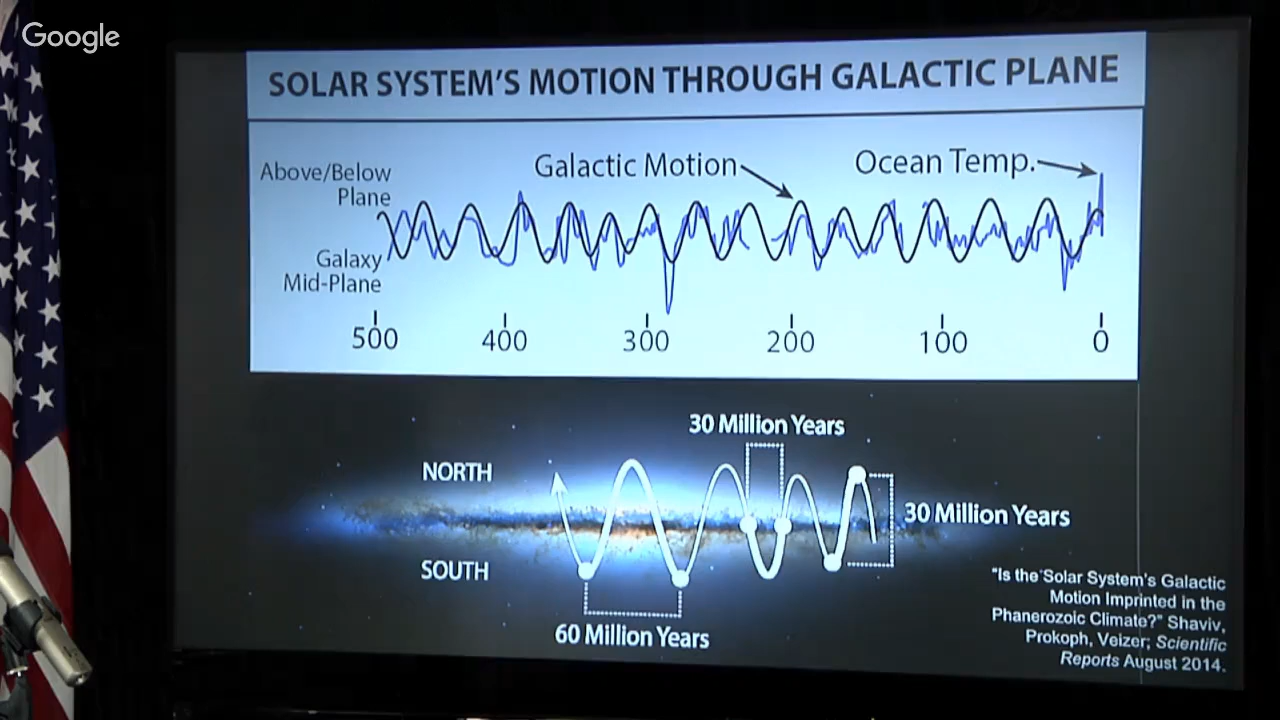 Google
SOLAR SYSTEM'S MOTION THROUGH GALACTIC PLANE
Above/Below
Plane
Galactic Motion
Ocean Temp.
Galaxy
Mid-Plane
500 400 300 200 100 0
30 Million Years
NORTH
30 Million Years
SOUTH
60 Million Years
"Is the Solar System's Galactic
Motion Imprinted in the
Phanerozoic Climate?" Shaviv,
Prokoph, Veizer; Scientific
Reports August 2014.